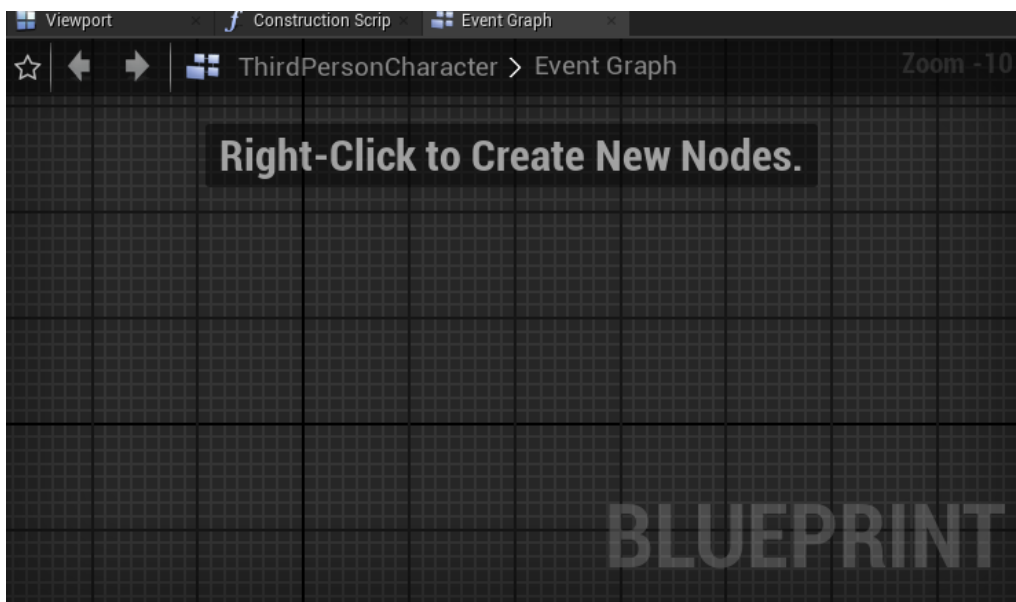 Viewport
Construction Scrip
Event Graph
ThirdPersonCharacter > Event Graph
Zoom -10
Right-Click to Create New Nodes.
BLUEPRINT